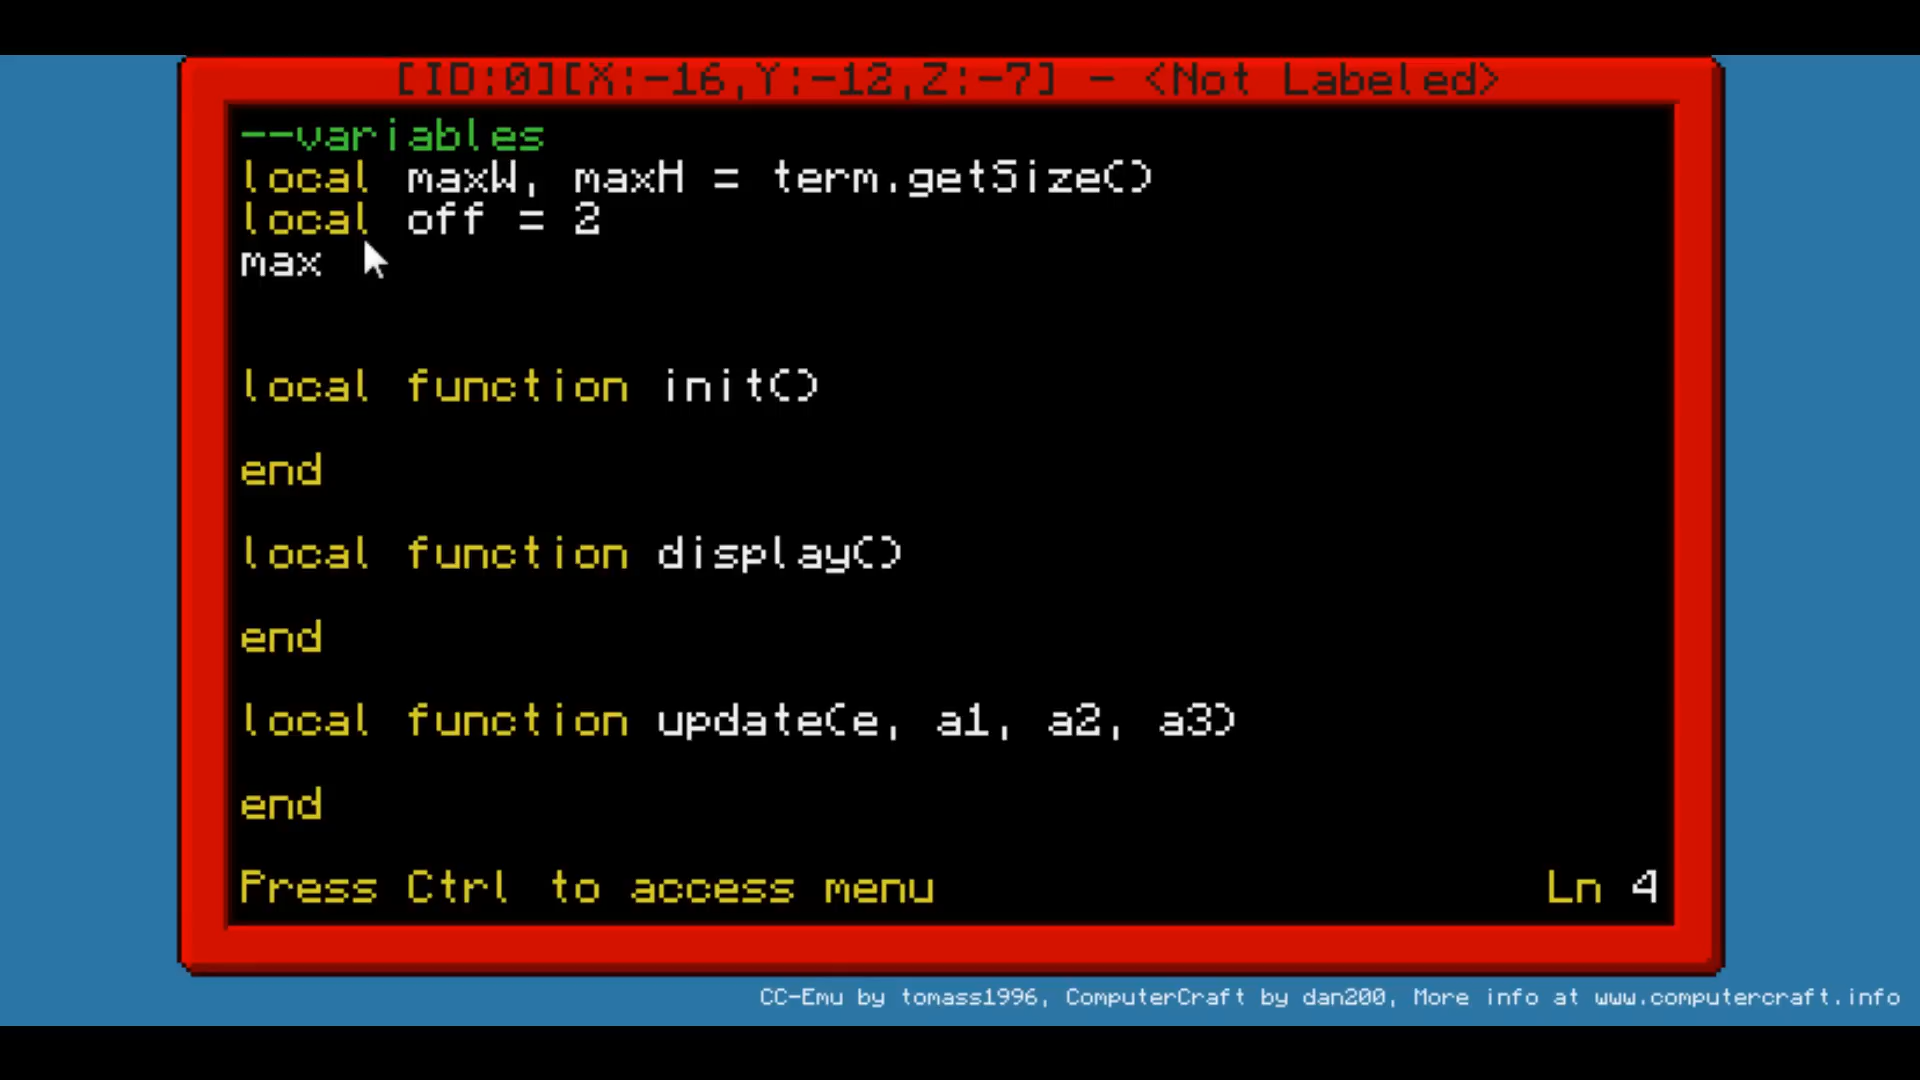 [ID:0][X:-16,Y:-12,Z:-7] - <Not Labeled>
--variables
local maxW, maxH = term.getSize()
local off = 2
max
local function init()
end
local function display()
end
local function update(e, a1, a2, a3)
end
Press Ctrl to access menu Ln 4
CC-Emu by tomass1996, ComputerCraft by dan200, More info at www.computercraft.info